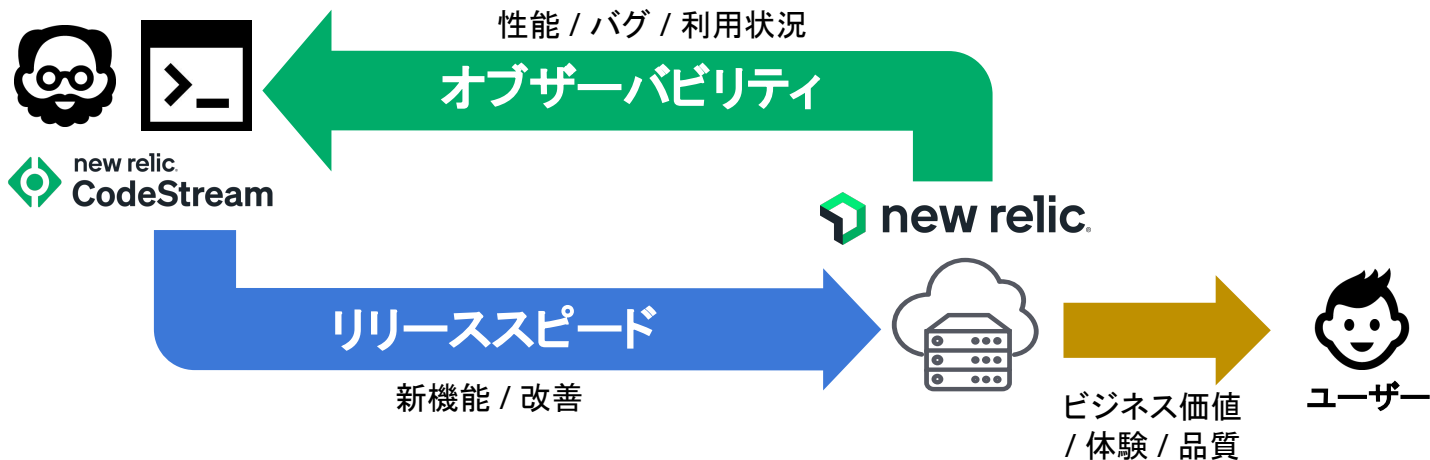 性能 / バグ / 利用状況
オブザーバビリティ
new relic.
CodeStream
new relic®
リリーススピード
新機能 / 改善
ビジネス価値
/ 体験 / 品質
ユーザー